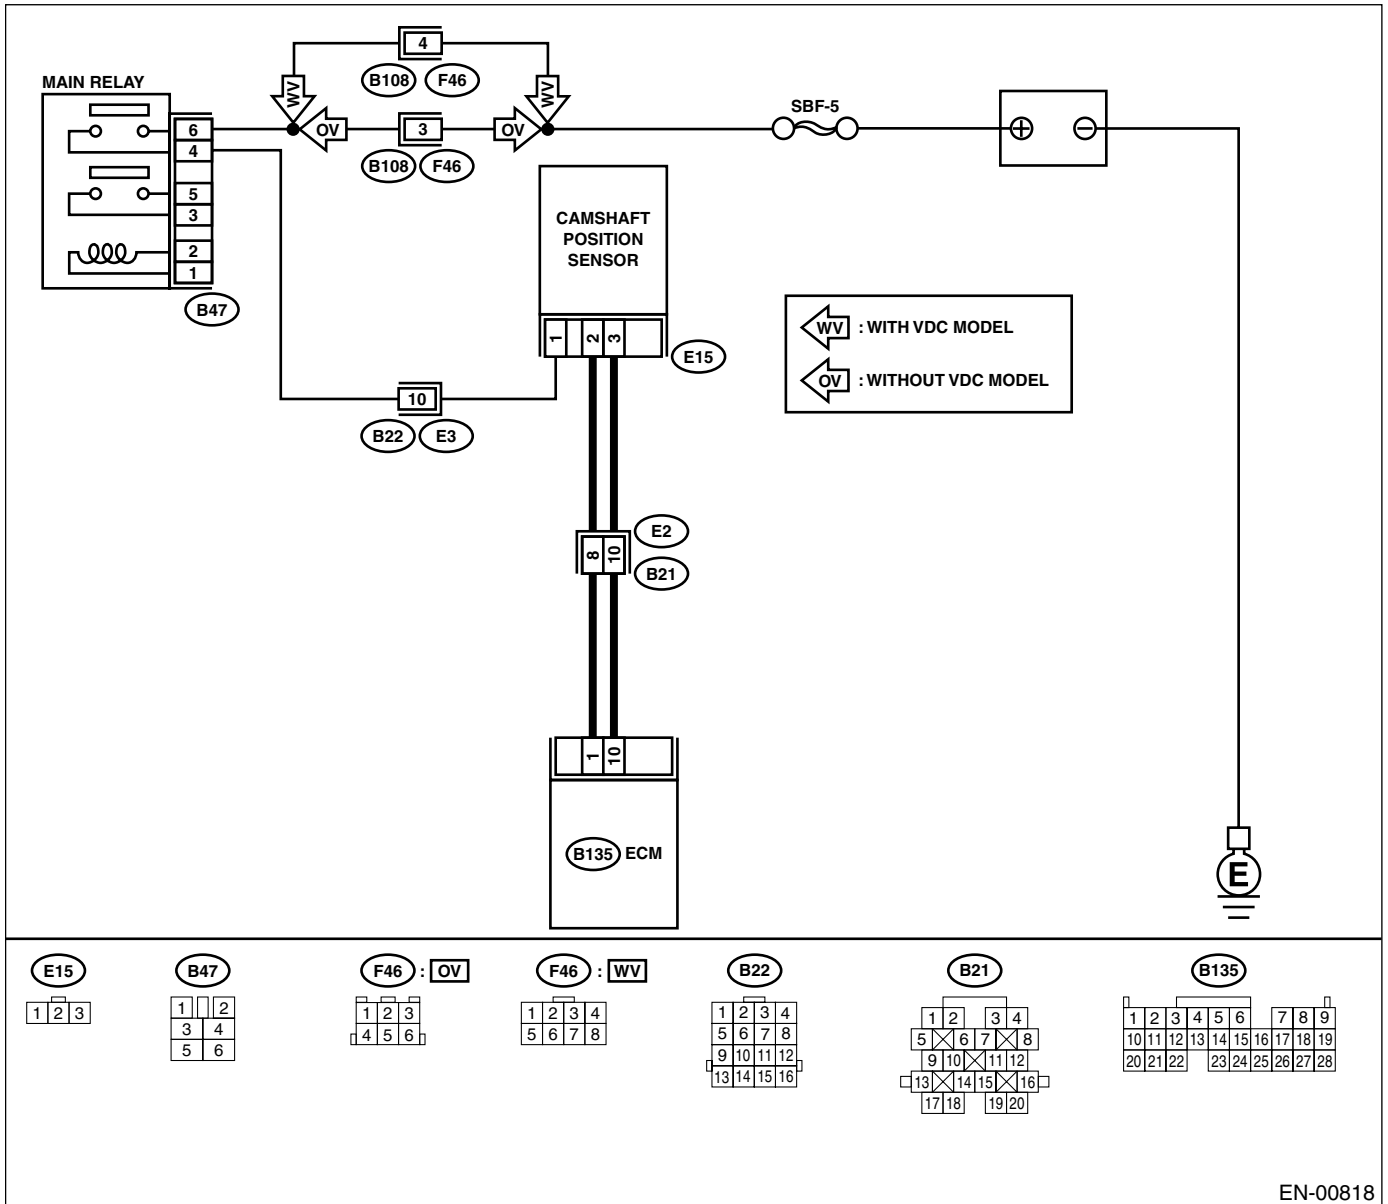 4
B108 F46
MAIN RELAY
WV WV
6
4
5
3
2
1
B47
OV 3 OV
B108 F46
SBF-5
+ −
CAMSHAFT
POSITION
SENSOR
1 2 3
E15
WV : WITH VDC MODEL
OV : WITHOUT VDC MODEL
10
B22 E3
8 10
E2
B21
1 10
B135 ECM
E
E15
1 2 3
B47
1 2
3 4
5 6
F46 : OV
1 2 3
4 5 6
F46 : WV
1 2 3 4
5 6 7 8
B22
1 2 3 4
5 6 7 8
9 10 11 12
13 14 15 16
B21
1 2 3 4
5 6 7 8
9 10 11 12
13 14 15 16
17 18 19 20
B135
1 2 3 4 5 6 7 8 9
10 11 12 13 14 15 16 17 18 19
20 21 22 23 24 25 26 27 28
EN-00818